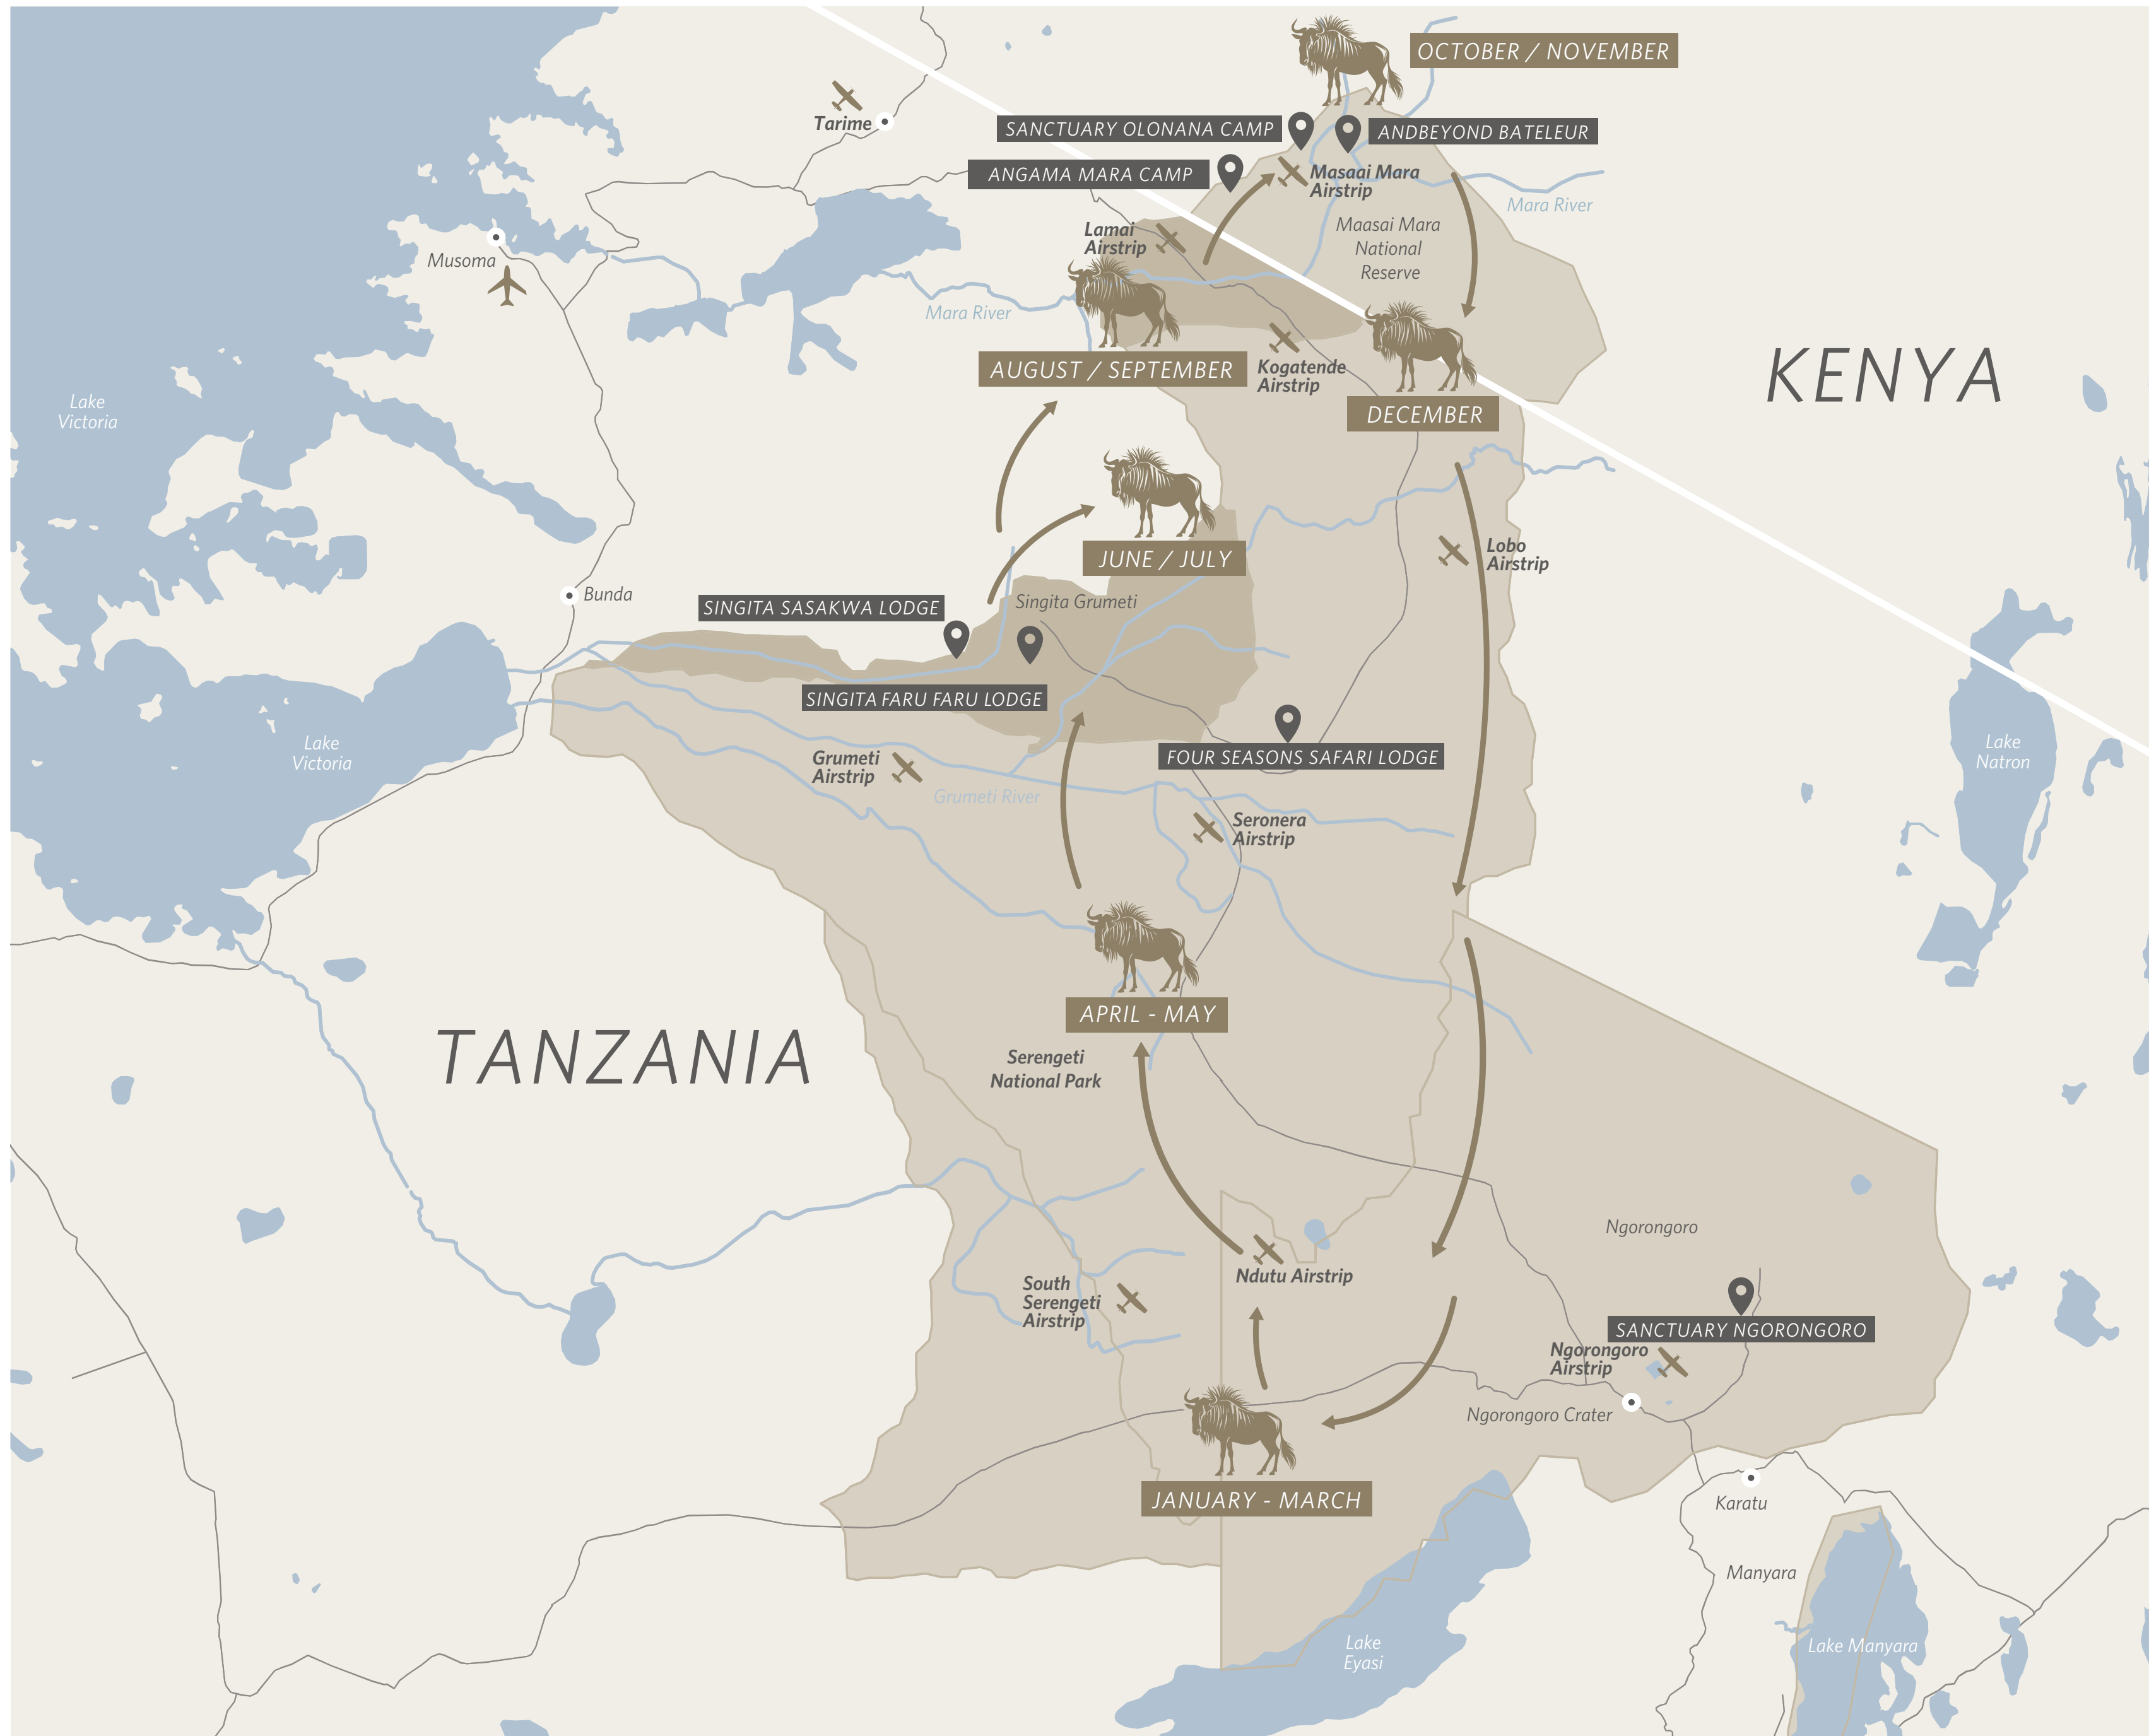 OCTOBER / NOVEMBER
Tarime
SANCTUARY OLONANA CAMP
ANDBEYOND BATELEUR
ANGAMA MARA CAMP
Masaai Mara
Airstrip
Mara River
Maasai Mara
National
Reserve
Lamai
Airstrip
Musoma
Mara River
AUGUST / SEPTEMBER
Kogatende
Airstrip
KENYA
DECEMBER
Lake
Victoria
JUNE / JULY
Lobo
Airstrip
Bunda
SINGITA SASAKWA LODGE
Singita Grumeti
SINGITA FARU FARU LODGE
Lake
Victoria
Lake
Natron
FOUR SEASONS SAFARI LODGE
Grumeti
Airstrip
Grumeti River
Seronera
Airstrip
APRIL - MAY
TANZANIA
Serengeti
National Park
Ngorongoro
Ndutu Airstrip
South
Serengeti
Airstrip
SANCTUARY NGORONGORO
Ngorongoro
Airstrip
Ngorongoro Crater
JANUARY - MARCH
Karatu
Manyara
Lake
Eyasi
Lake Manyara